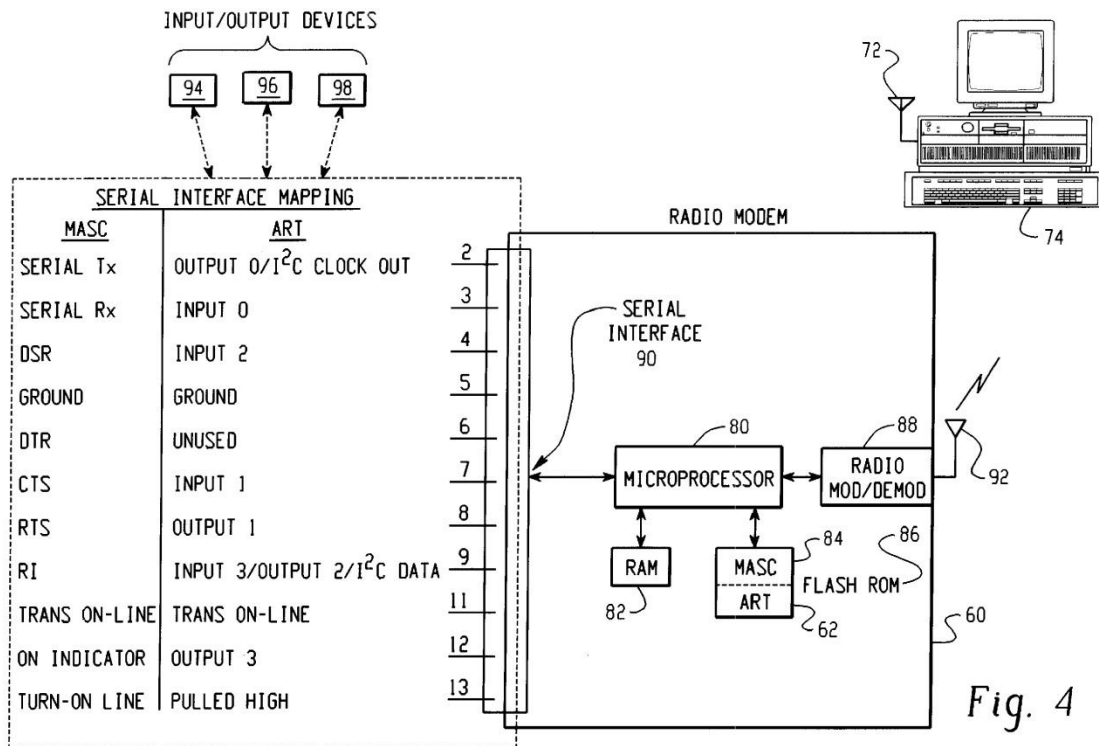 INPUT/OUTPUT DEVICES
94 96 98
72
74
SERIAL INTERFACE MAPPING
MASC ART
SERIAL Tx OUTPUT 0/I²C CLOCK OUT 2
SERIAL Rx INPUT 0 3
DSR INPUT 2 4
GROUND GROUND 5
DTR UNUSED 6
CTS INPUT 1 7
RTS OUTPUT 1 8
RI INPUT 3/OUTPUT 2/I²C DATA 9
TRANS ON-LINE TRANS ON-LINE 11
ON INDICATOR OUTPUT 3 12
TURN-ON LINE PULLED HIGH 13
RADIO MODEM
SERIAL
INTERFACE
90
80
MICROPROCESSOR
88
RADIO
MOD/DEMOD
92
RAM
82
84
MASC
ART
62
86
FLASH ROM
60
Fig. 4